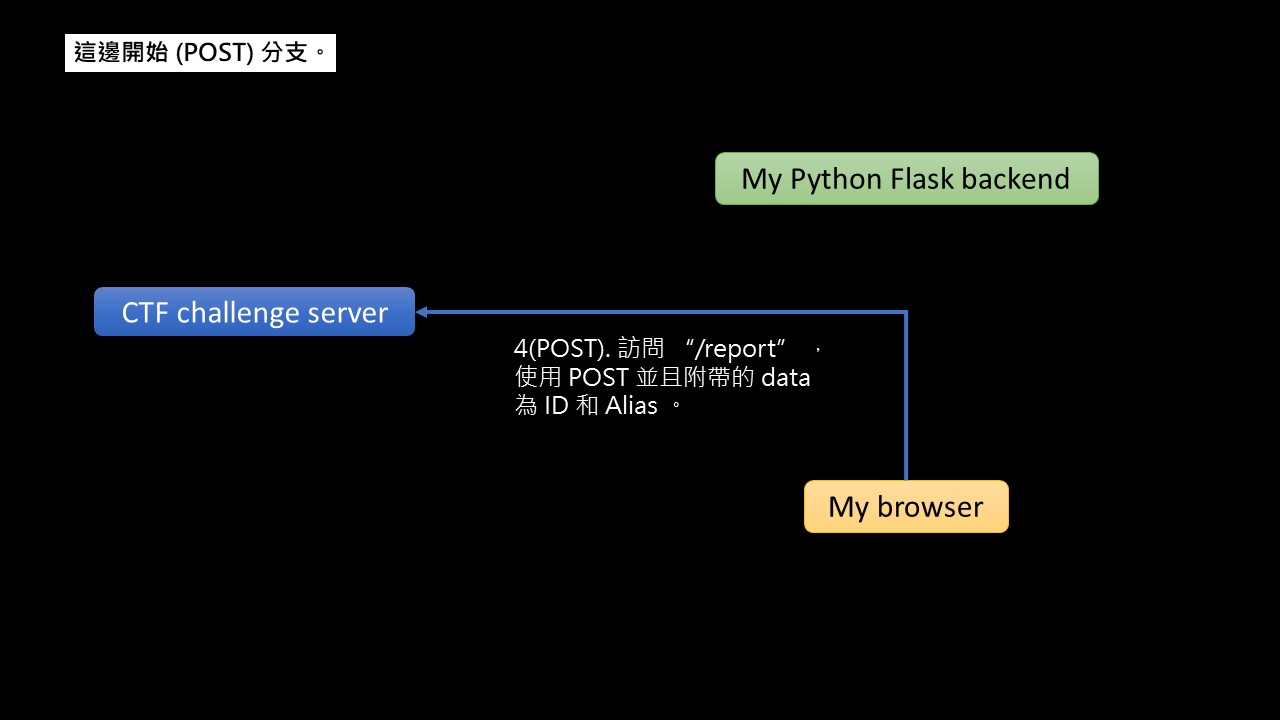 這邊開始 (POST) 分支。
My Python Flask backend
CTF challenge server
4(POST). 訪問 “/report” ，
使用 POST 並且附帶的 data
為 ID 和 Alias 。
My browser